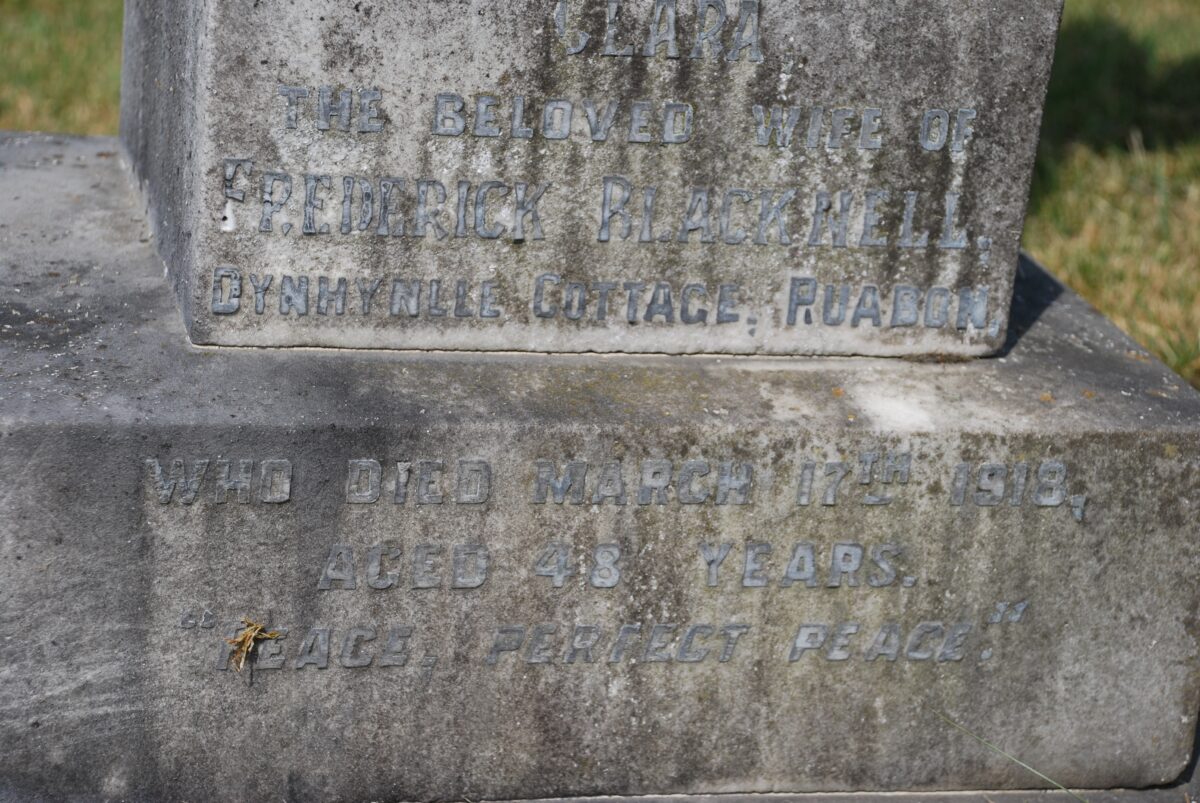 CLARA
THE BELOVED WIFE OF
FREDERICK BLACKNELL.
DYNHYNLLE COTTAGE, RUABON,
WHO DIED MARCH 17TH 1918,
AGED 48 YEARS.
"PEACE, PERFECT PEACE."